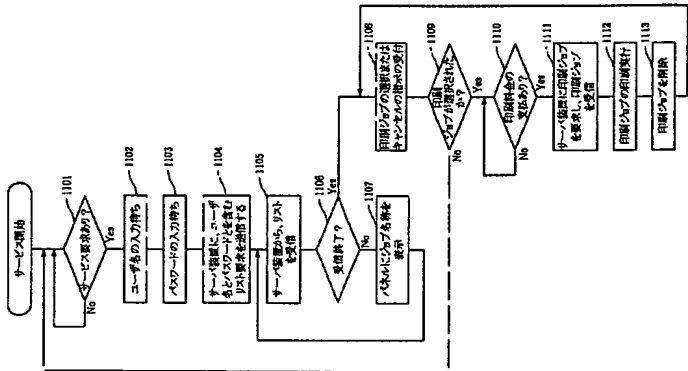 サービス開始
1101
サービス要求あり?
No
Yes
1102
ユーザ名の入力待ち
1103
パスワードの入力待ち
1104
サーバ装置に、ユーザ
名とパスワードとを含む
リスト要求を送信する
1105
サーバ装置から、リスト
を受信
1106
受信終了?
Yes
No
1107
パネルにジョブ名称を
表示
1108
印刷ジョブの選択または
キャンセルの指示の受付
1109
印刷
ジョブが選択された
か?
No
Yes
1110
印刷料金の
支払あり?
No
Yes
1111
サーバ装置に印刷ジョブ
を要求し、印刷ジョブ
を受信
1112
印刷ジョブの印刷実行
1113
印刷ジョブを削除